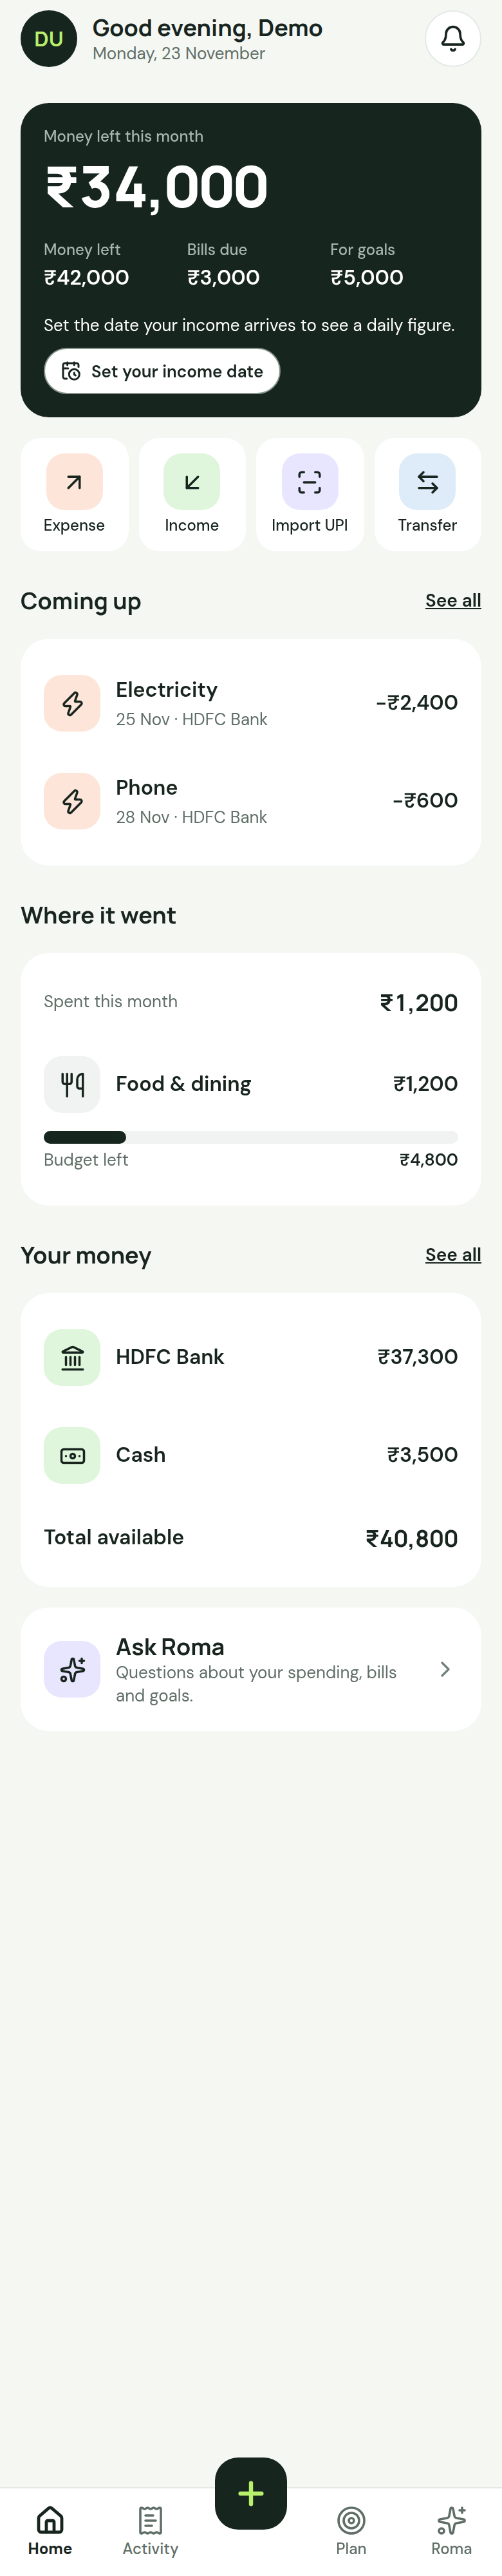 DU
Good evening, Demo
Monday, 23 November
Money left this month
₹34,000
Money left
Bills due
For goals
₹42,000
₹3,000
₹5,000
Set the date your income arrives to see a daily figure.
Set your income date
Expense
Income
Import UPI
Transfer
Coming up
See all
Electricity
25 Nov · HDFC Bank
-₹2,400
Phone
28 Nov · HDFC Bank
-₹600
Where it went
Spent this month
₹1,200
Food & dining
₹1,200
Budget left
₹4,800
Your money
See all
HDFC Bank
₹37,300
Cash
₹3,500
Total available
₹40,800
Ask Roma
Questions about your spending, bills
and goals.
Home
Activity
Plan
Roma